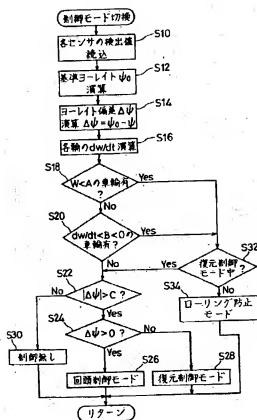 制御モード切換
S10
各センサの検出値
読込
S12
基準ヨーレイトψ₀
演算
S14
ヨーレイト偏差Δψ
演算 Δψ=ψ₀-ψ
S16
各輪のdw/dt演算
S18
W<Aの車輪有
?
Yes
No
S20
dw/dt<B<0の
車輪有?
Yes
No
S32
復元制御
モード中?
Yes
No
S22
|Δψ|>C ?
No
Yes
S34
ローリング防止
モード
S24
Δψ>0 ?
No
Yes
S30
制御無し
S26
回頭制御モード
S28
復元制御モード
リターン